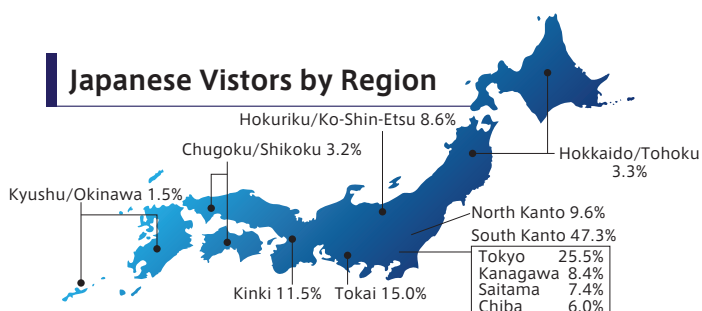 Japanese Vistors by Region
Hokuriku/Ko-Shin-Etsu 8.6%
Chugoku/Shikoku 3.2%
Hokkaido/Tohoku
3.3%
Kyushu/Okinawa 1.5%
North Kanto 9.6%
South Kanto 47.3%
Tokyo 25.5%
Kanagawa 8.4%
Saitama 7.4%
Chiba 6.0%
Kinki 11.5%
Tokai 15.0%